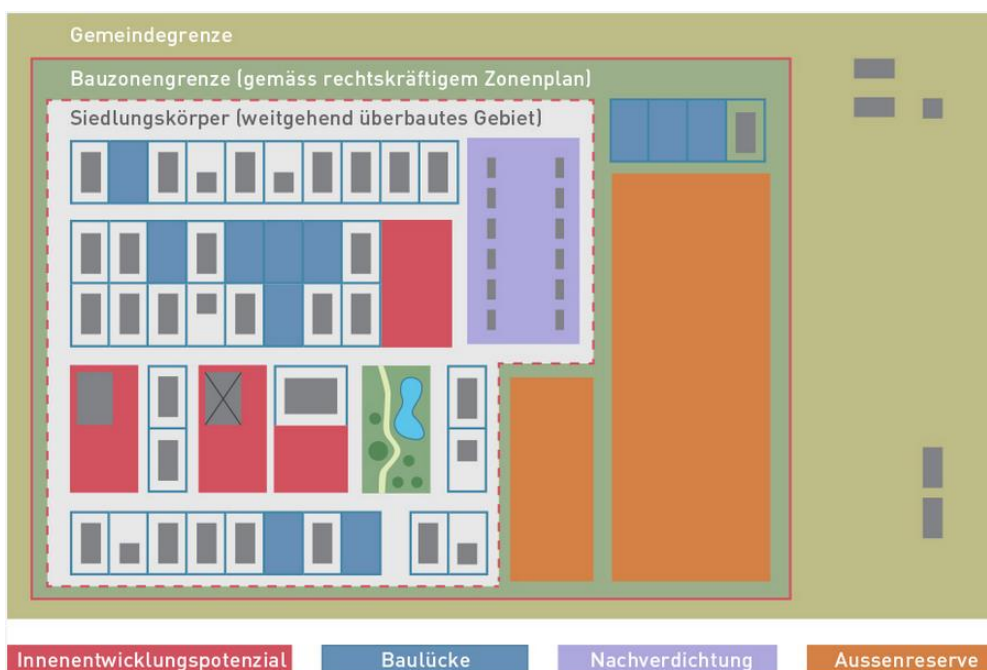 Gemeindegrenze
Bauzonengrenze (gemäss rechtskräftigem Zonenplan)
Siedlungskörper (weitgehend überbautes Gebiet)
Innenentwicklungspotenzial
Baulücke
Nachverdichtung
Aussenreserve